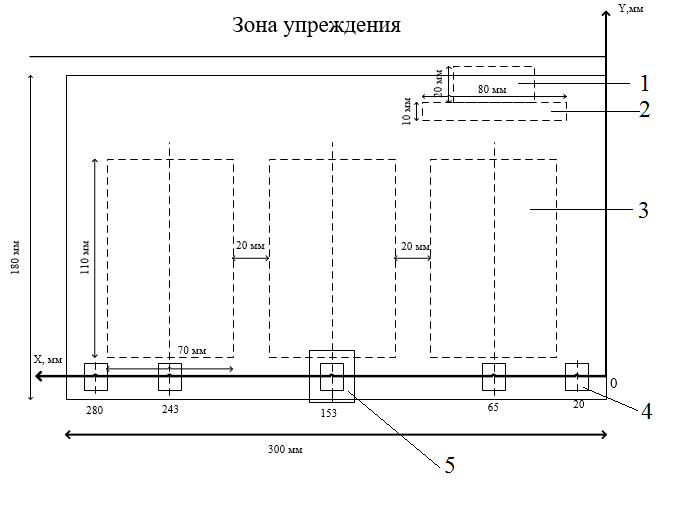 Y,мм
Зона упреждения
20 мм
80 мм
1
10 мм
2
3
180 мм
110 мм
20 мм
20 мм
X, мм
70 мм
0
280
243
153
65
20
4
300 мм
5